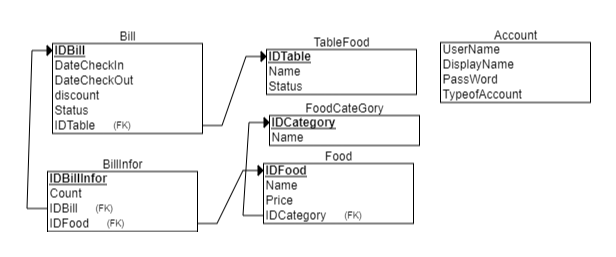 Bill
IDBill
DateCheckIn
DateCheckOut
discount
Status
IDTable (FK)
TableFood
IDTable
Name
Status
Account
UserName
DisplayName
PassWord
TypeofAccount
FoodCateGory
IDCategory
Name
BillInfor
IDBillInfor
Count
IDBill (FK)
IDFood (FK)
Food
IDFood
Name
Price
IDCategory (FK)